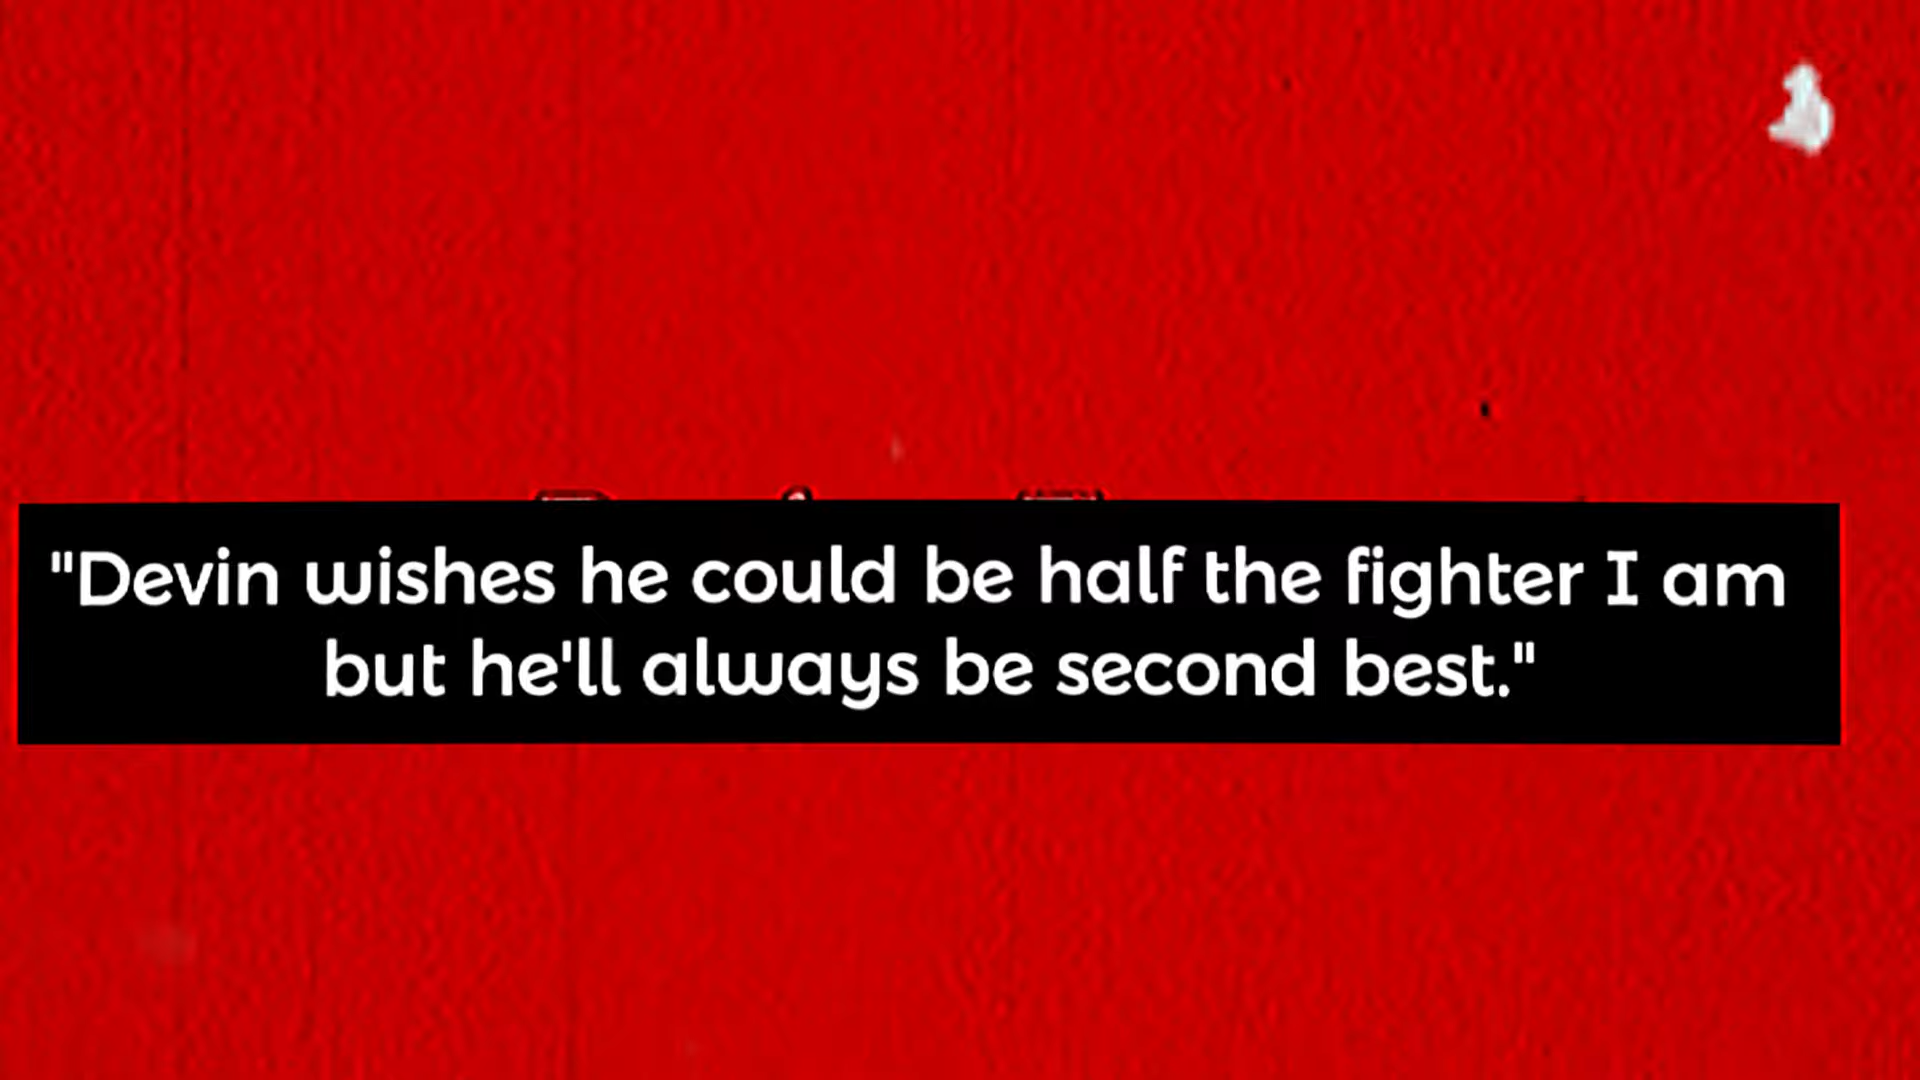 "Devin wishes he could be half the fighter I am
but he'll always be second best."